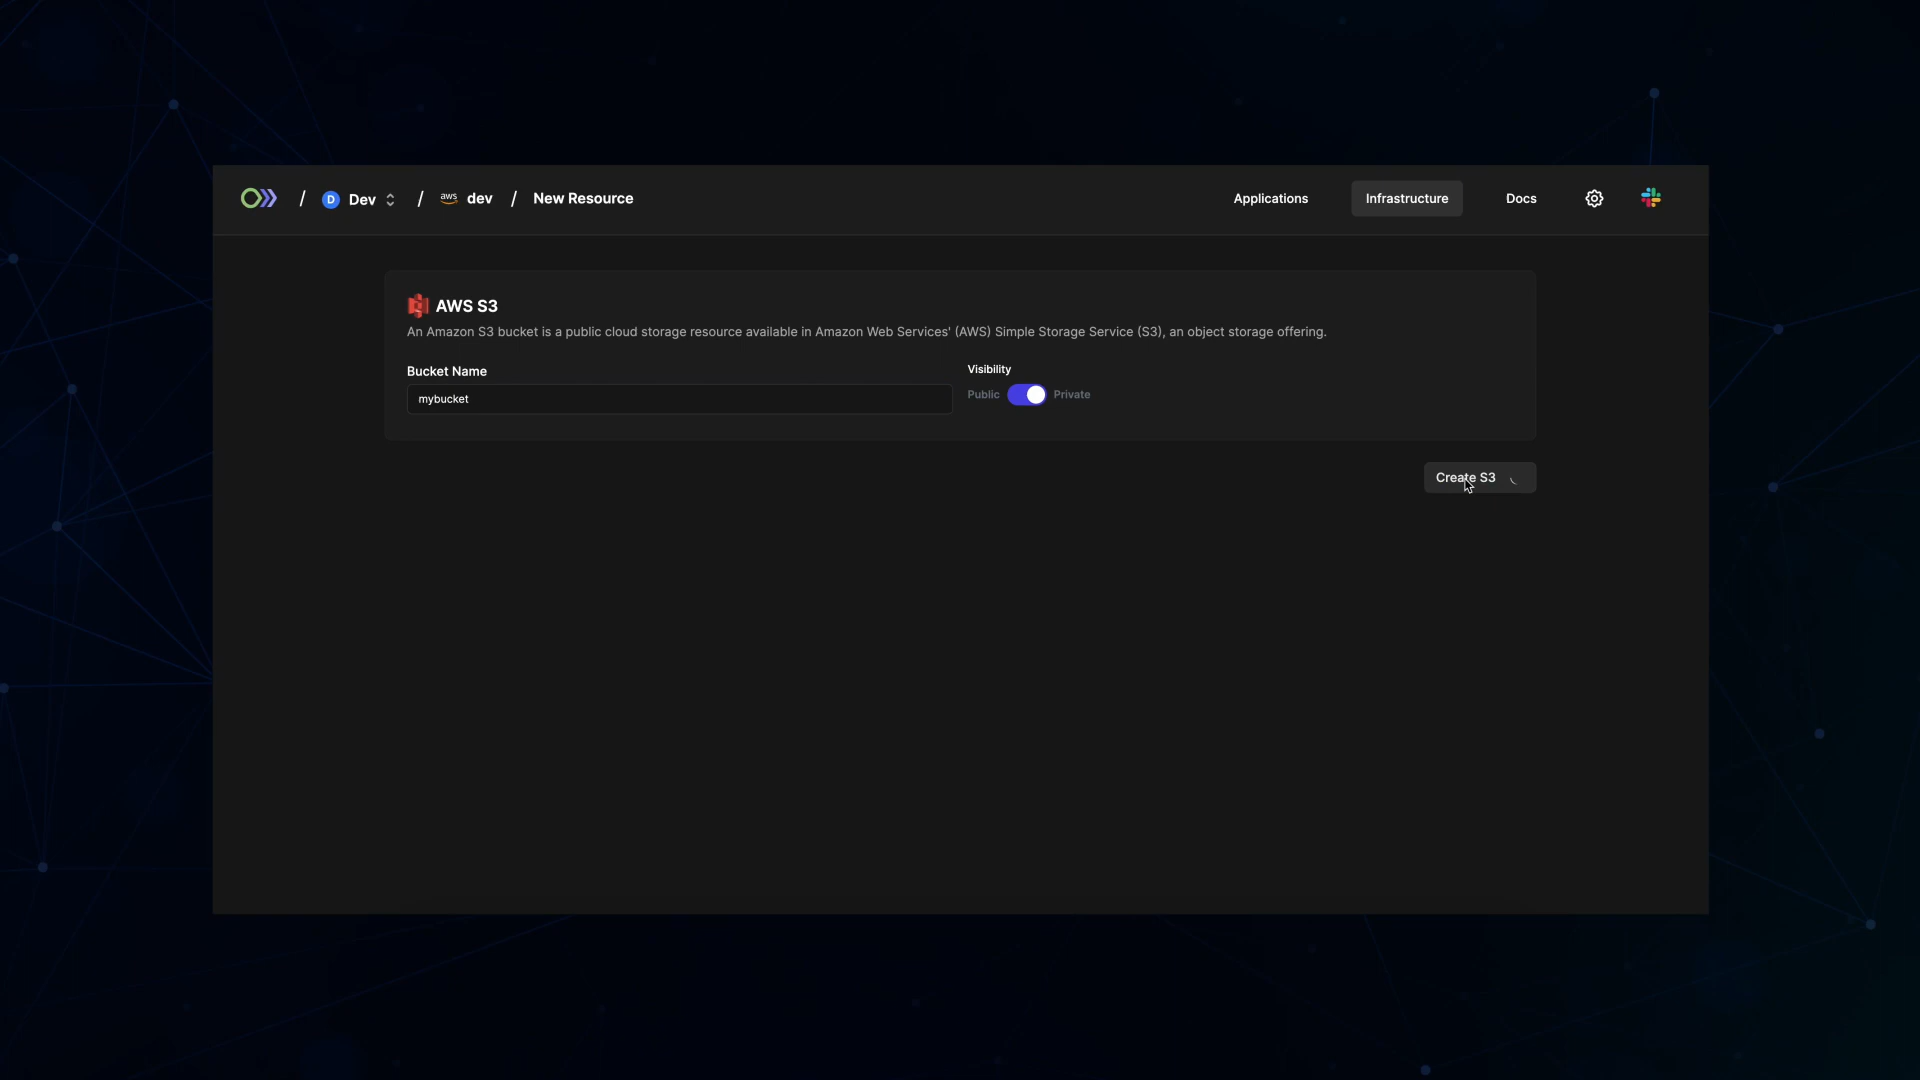 / D Dev / aws dev / New Resource Applications Infrastructure Docs
AWS S3
An Amazon S3 bucket is a public cloud storage resource available in Amazon Web Services' (AWS) Simple Storage Service (S3), an object storage offering.
Bucket Name
Visibility
mybucket
Public Private
Create S3